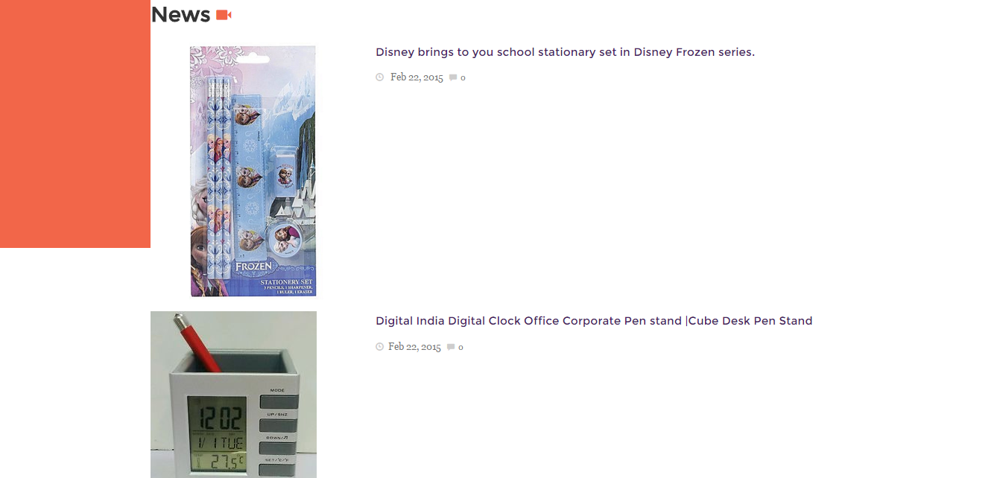 News
Disney brings to you school stationary set in Disney Frozen series.
Feb 22, 2015 0
FROZEN
STATIONERY SET
3 PENCILS, 1 SHARPENER,
1 RULER, 1 ERASER
Digital India Digital Clock Office Corporate Pen stand |Cube Desk Pen Stand
Feb 22, 2015 0
MODE
UP/SNZ
DOWN/♫
SET/°C/°F
12 02
1/ 1 TUE
27.5°C